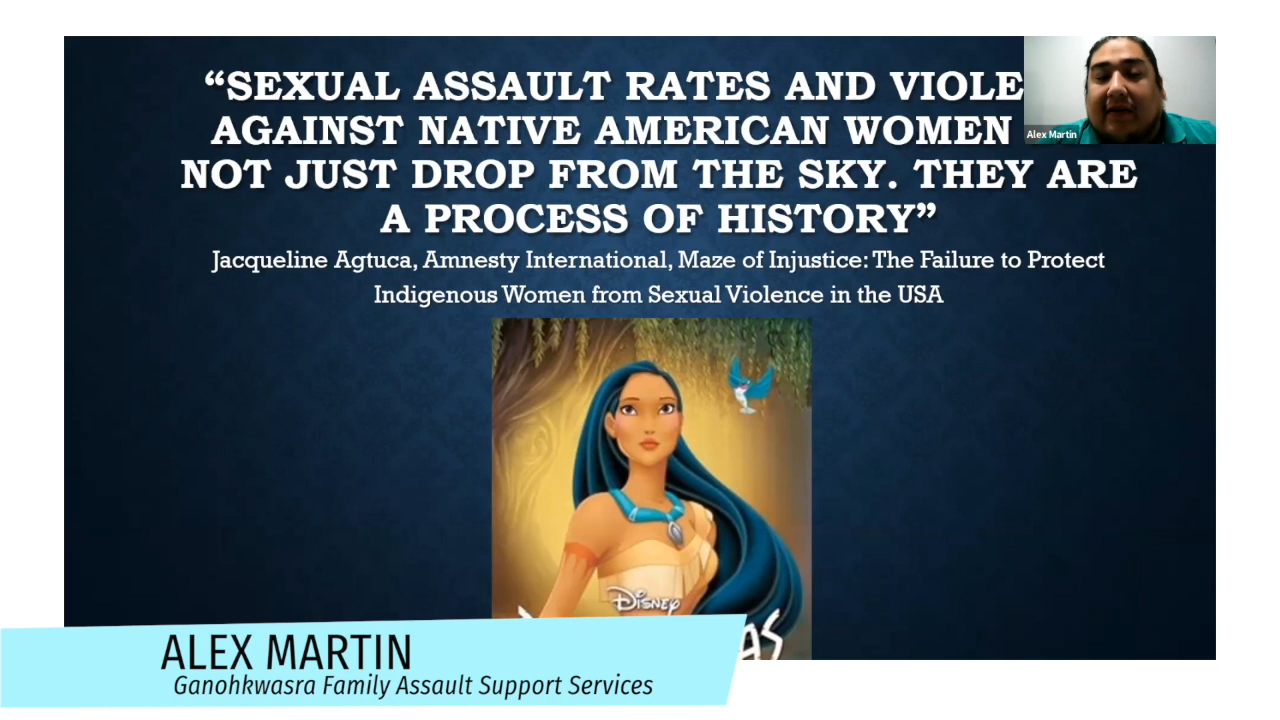 “SEXUAL ASSAULT RATES AND VIOLE
AGAINST NATIVE AMERICAN WOMEN
NOT JUST DROP FROM THE SKY. THEY ARE
A PROCESS OF HISTORY”
Jacqueline Agtuca, Amnesty International, Maze of Injustice: The Failure to Protect
Indigenous Women from Sexual Violence in the USA
Alex Martin
DISNEY
AS
ALEX MARTIN
Ganohkwasra Family Assault Support Services